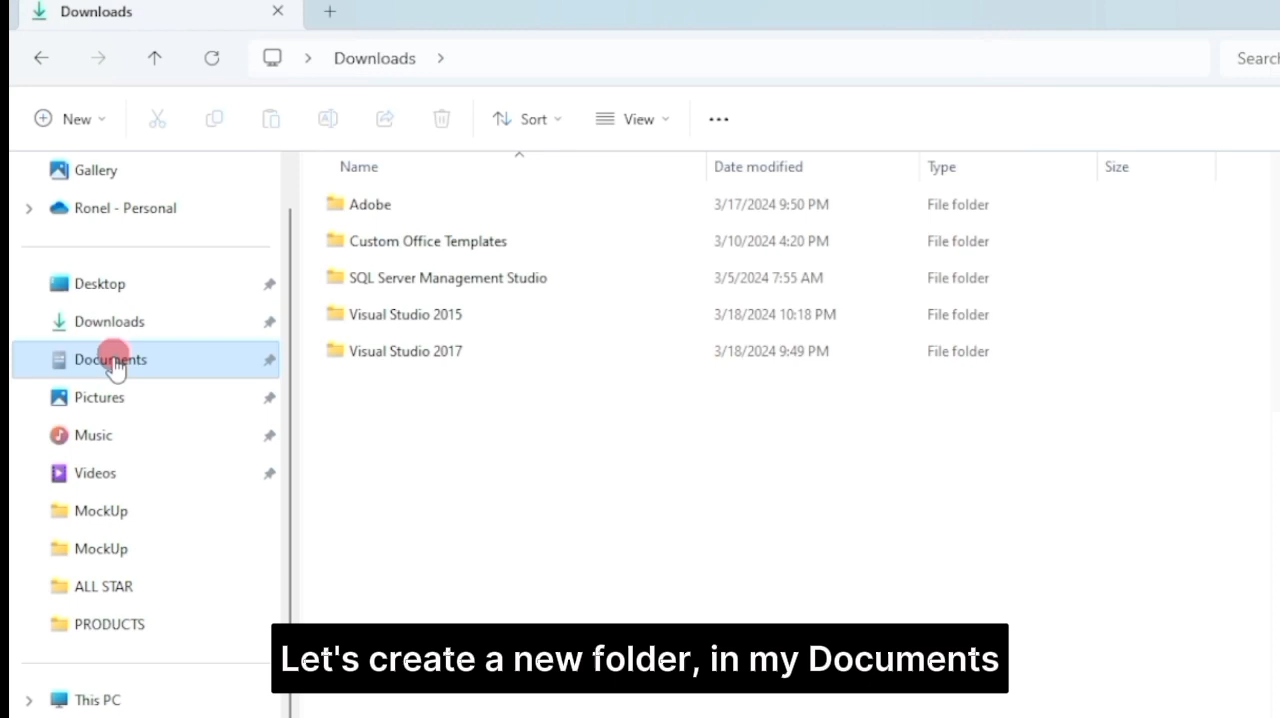 Downloads
Downloads
Search
New
Sort
View
Gallery
Ronel - Personal
Desktop
Downloads
Documents
Pictures
Music
Videos
MockUp
MockUp
ALL STAR
PRODUCTS
This PC
Name Date modified Type Size
Adobe 3/17/2024 9:50 PM File folder
Custom Office Templates 3/10/2024 4:20 PM File folder
SQL Server Management Studio 3/5/2024 7:55 AM File folder
Visual Studio 2015 3/18/2024 10:18 PM File folder
Visual Studio 2017 3/18/2024 9:49 PM File folder
Let's create a new folder, in my Documents